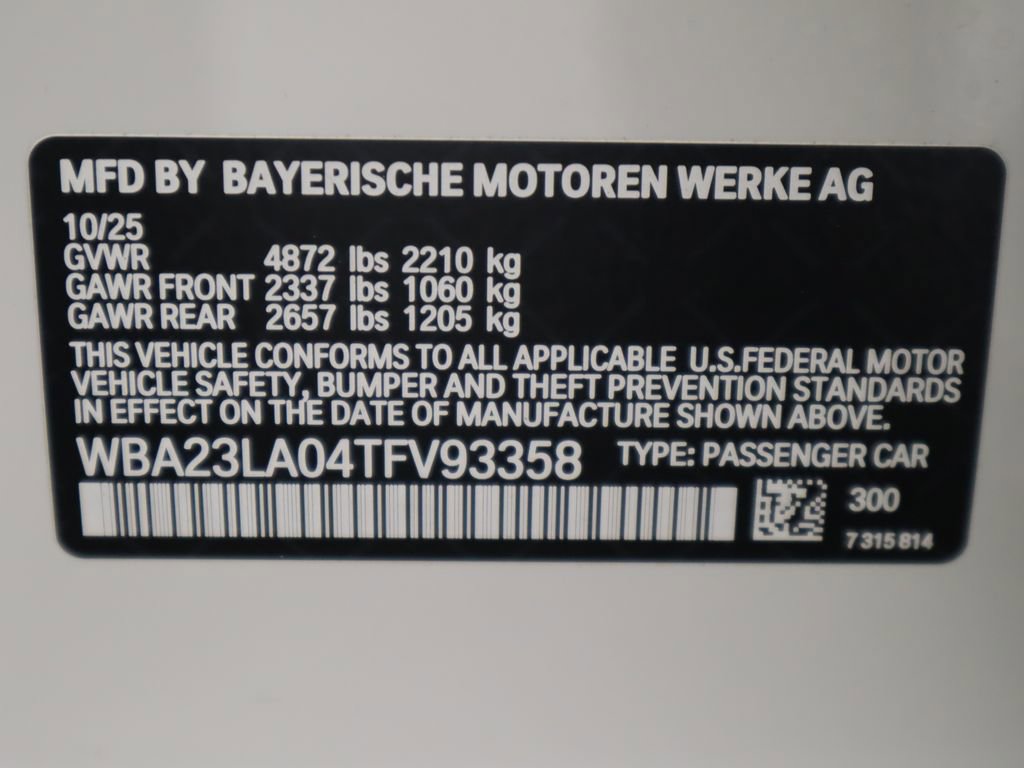 MFD BY BAYERISCHE MOTOREN WERKE AG
10/25
GVWR 4872 lbs 2210 kg
GAWR FRONT 2337 lbs 1060 kg
GAWR REAR 2657 lbs 1205 kg
THIS VEHICLE CONFORMS TO ALL APPLICABLE U.S.FEDERAL MOTOR
VEHICLE SAFETY, BUMPER AND THEFT PREVENTION STANDARDS
IN EFFECT ON THE DATE OF MANUFACTURE SHOWN ABOVE.
WBA23LA04TFV93358 TYPE: PASSENGER CAR
300
7 315 814